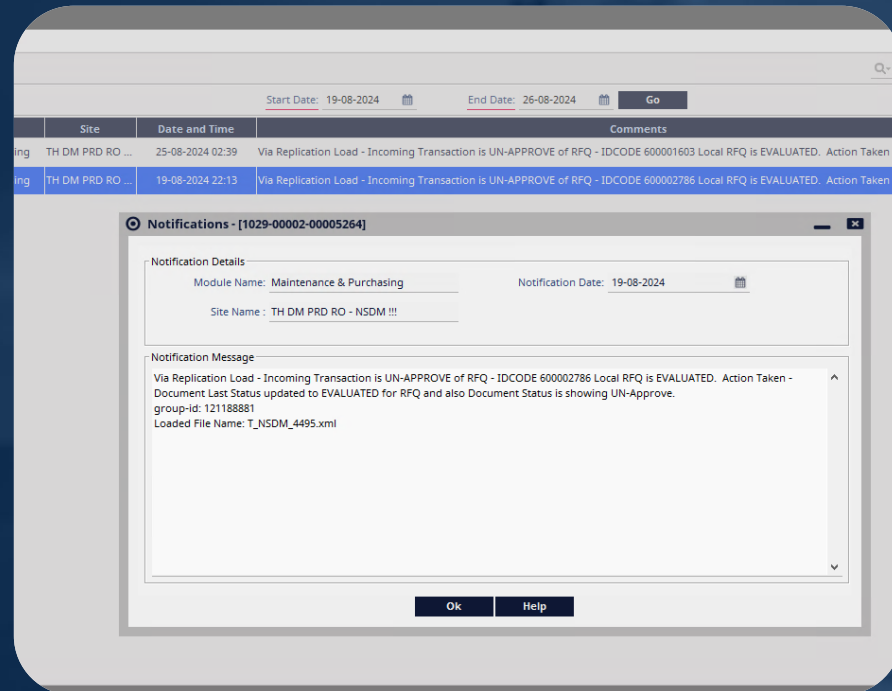 Start Date: 19-08-2024 End Date: 26-08-2024 Go
Site Date and Time Comments
ing TH DM PRD RO ... 25-08-2024 02:39 Via Replication Load - Incoming Transaction is UN-APPROVE of RFQ - IDCODE 600001603 Local RFQ is EVALUATED. Action Taken
ing TH DM PRD RO ... 19-08-2024 22:13 Via Replication Load - Incoming Transaction is UN-APPROVE of RFQ - IDCODE 600002786 Local RFQ is EVALUATED. Action Taken
Notifications - [1029-00002-00005264]
Notification Details
Module Name: Maintenance & Purchasing Notification Date: 19-08-2024
Site Name : TH DM PRD RO - NSDM !!!
Notification Message
Via Replication Load - Incoming Transaction is UN-APPROVE of RFQ - IDCODE 600002786 Local RFQ is EVALUATED. Action Taken -
Document Last Status updated to EVALUATED for RFQ and also Document Status is showing UN-Approve.
group-id: 121188881
Loaded File Name: T_NSDM_4495.xml
Ok Help